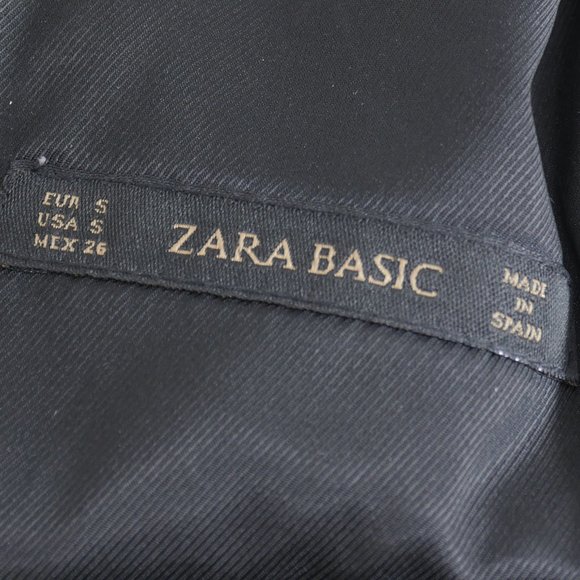 EUR S
USA S
MEX 26
ZARA BASIC
MADE
IN
SPAIN